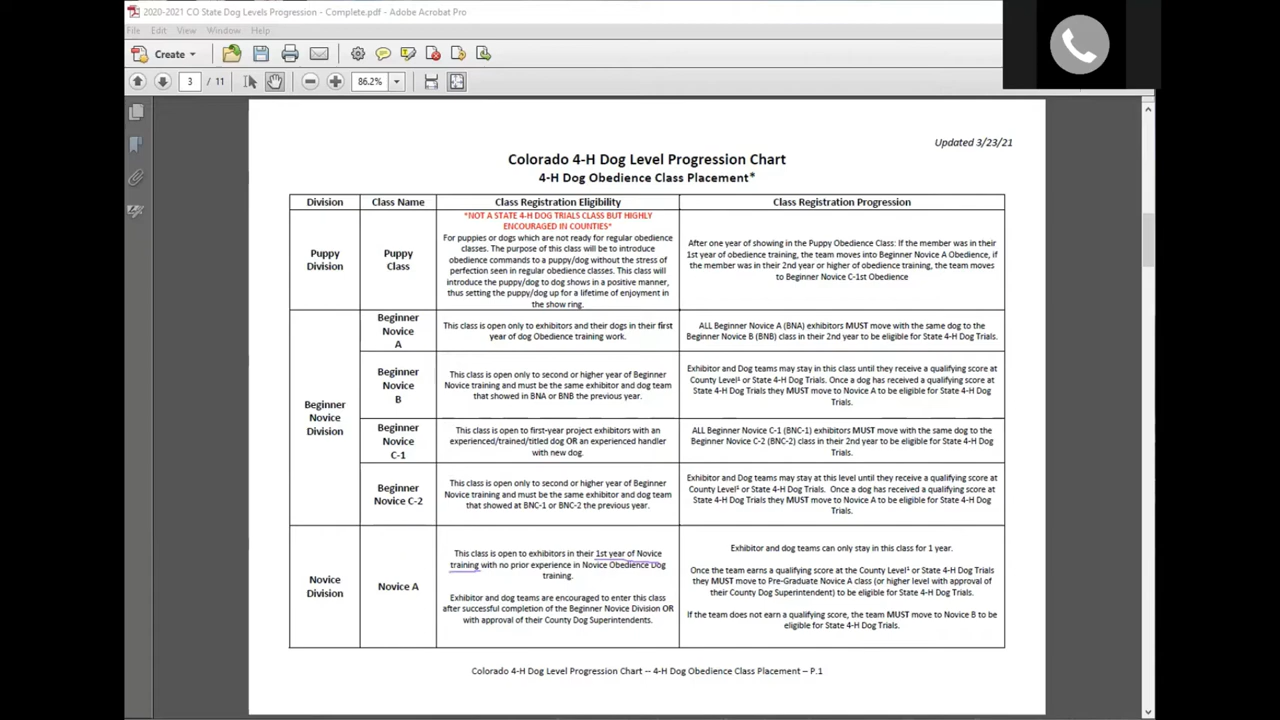 2020-2021 CO State Dog Levels Progression - Complete.pdf - Adobe Acrobat Pro
File Edit View Window Help
Create
3 / 11 86.2%
Updated 3/23/21
Colorado 4-H Dog Level Progression Chart
4-H Dog Obedience Class Placement*
Division Class Name Class Registration Eligibility Class Registration Progression
Puppy
Division
Puppy
Class
*NOT A STATE 4-H DOG TRIALS CLASS BUT HIGHLY
ENCOURAGED IN COUNTIES*
For puppies or dogs which are not ready for regular obedience
classes. The purpose of this class will be to introduce
obedience commands to a puppy/dog without the stress of
perfection seen in regular obedience classes. This class will
introduce the puppy/dog to dog shows in a positive manner,
thus setting the puppy/dog up for a lifetime of enjoyment in
the show ring.
After one year of showing in the Puppy Obedience Class: If the member was in their
1st year of obedience training, the team moves into Beginner Novice A Obedience, if
the member was in their 2nd year or higher of obedience training, the team moves
to Beginner Novice C-1st Obedience
Beginner
Novice
Division
Beginner
Novice
A
This class is open only to exhibitors and their dogs in their first
year of dog Obedience training work.
ALL Beginner Novice A (BNA) exhibitors MUST move with the same dog to the
Beginner Novice B (BNB) class in their 2nd year to be eligible for State 4-H Dog Trials.
Beginner
Novice
B
This class is open only to second or higher year of Beginner
Novice training and must be the same exhibitor and dog team
that showed in BNA or BNB the previous year.
Exhibitor and Dog teams may stay in this class until they receive a qualifying score at
County Level¹ or State 4-H Dog Trials. Once a dog has received a qualifying score at
State 4-H Dog Trials they MUST move to Novice A to be eligible for State 4-H Dog
Trials.
Beginner
Novice
C-1
This class is open to first-year project exhibitors with an
experienced/trained/titled dog OR an experienced handler
with new dog.
ALL Beginner Novice C-1 (BNC-1) exhibitors MUST move with the same dog to the
Beginner Novice C-2 (BNC-2) class in their 2nd year to be eligible for State 4-H Dog
Trials.
Beginner
Novice C-2
This class is open only to second or higher year of Beginner
Novice training and must be the same exhibitor and dog team
that showed at BNC-1 or BNC-2 the previous year.
Exhibitor and Dog teams may stay at this level until they receive a qualifying score at
County Level¹ or State 4-H Dog Trials. Once a dog has received a qualifying score at
State 4-H Dog Trials they MUST move to Novice A to be eligible for State 4-H Dog
Trials.
Novice
Division
Novice A
This class is open to exhibitors in their 1st year of Novice
training with no prior experience in Novice Obedience Dog
training.
Exhibitor and dog teams are encouraged to enter this class
after successful completion of the Beginner Novice Division OR
with approval of their County Dog Superintendents.
Exhibitor and dog teams can only stay in this class for 1 year.
Once the team earns a qualifying score at the County Level¹ or State 4-H Dog Trials
they MUST move to Pre-Graduate Novice A class (or higher level with approval of
their County Dog Superintendent) to be eligible for State 4-H Dog Trials.
If the team does not earn a qualifying score, the team MUST move to Novice B to be
eligible for State 4-H Dog Trials.
Colorado 4-H Dog Level Progression Chart -- 4-H Dog Obedience Class Placement – P.1